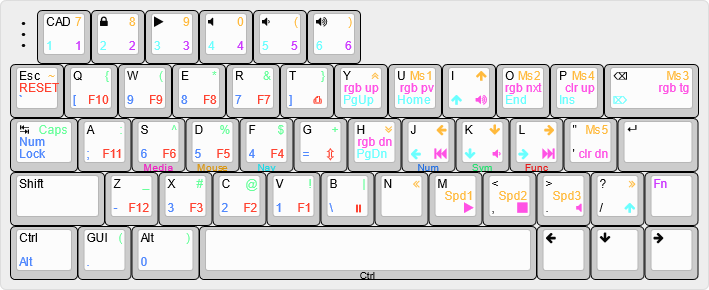 CAD 7 8 9 0 ( )
1 1 2 2 3 3 4 4 5 5 6 6
Esc ~ Q { W ( E * R & T } Y U Ms1 I O Ms2 P Ms4 Ms3
RESET rgb up rgb pv rgb nxt clr up rgb tg
` [ F10 9 F9 8 F8 7 F7 ] PgUp Home End Ins
Caps A : S ^ D % F $ G + H J K L " Ms5
Num rgb dn
Lock ; F11 6 F6 5 F5 4 F4 = PgDn ' clr dn
Media Mouse Nav Num Sym Func
Shift Z _ X # C @ V ! B | N « M < > ? » Fn
Spd1 Spd2 Spd3
- F12 3 F3 2 F2 1 F1 \ , . /
Ctrl GUI ( Alt )
Alt . 0
Ctrl